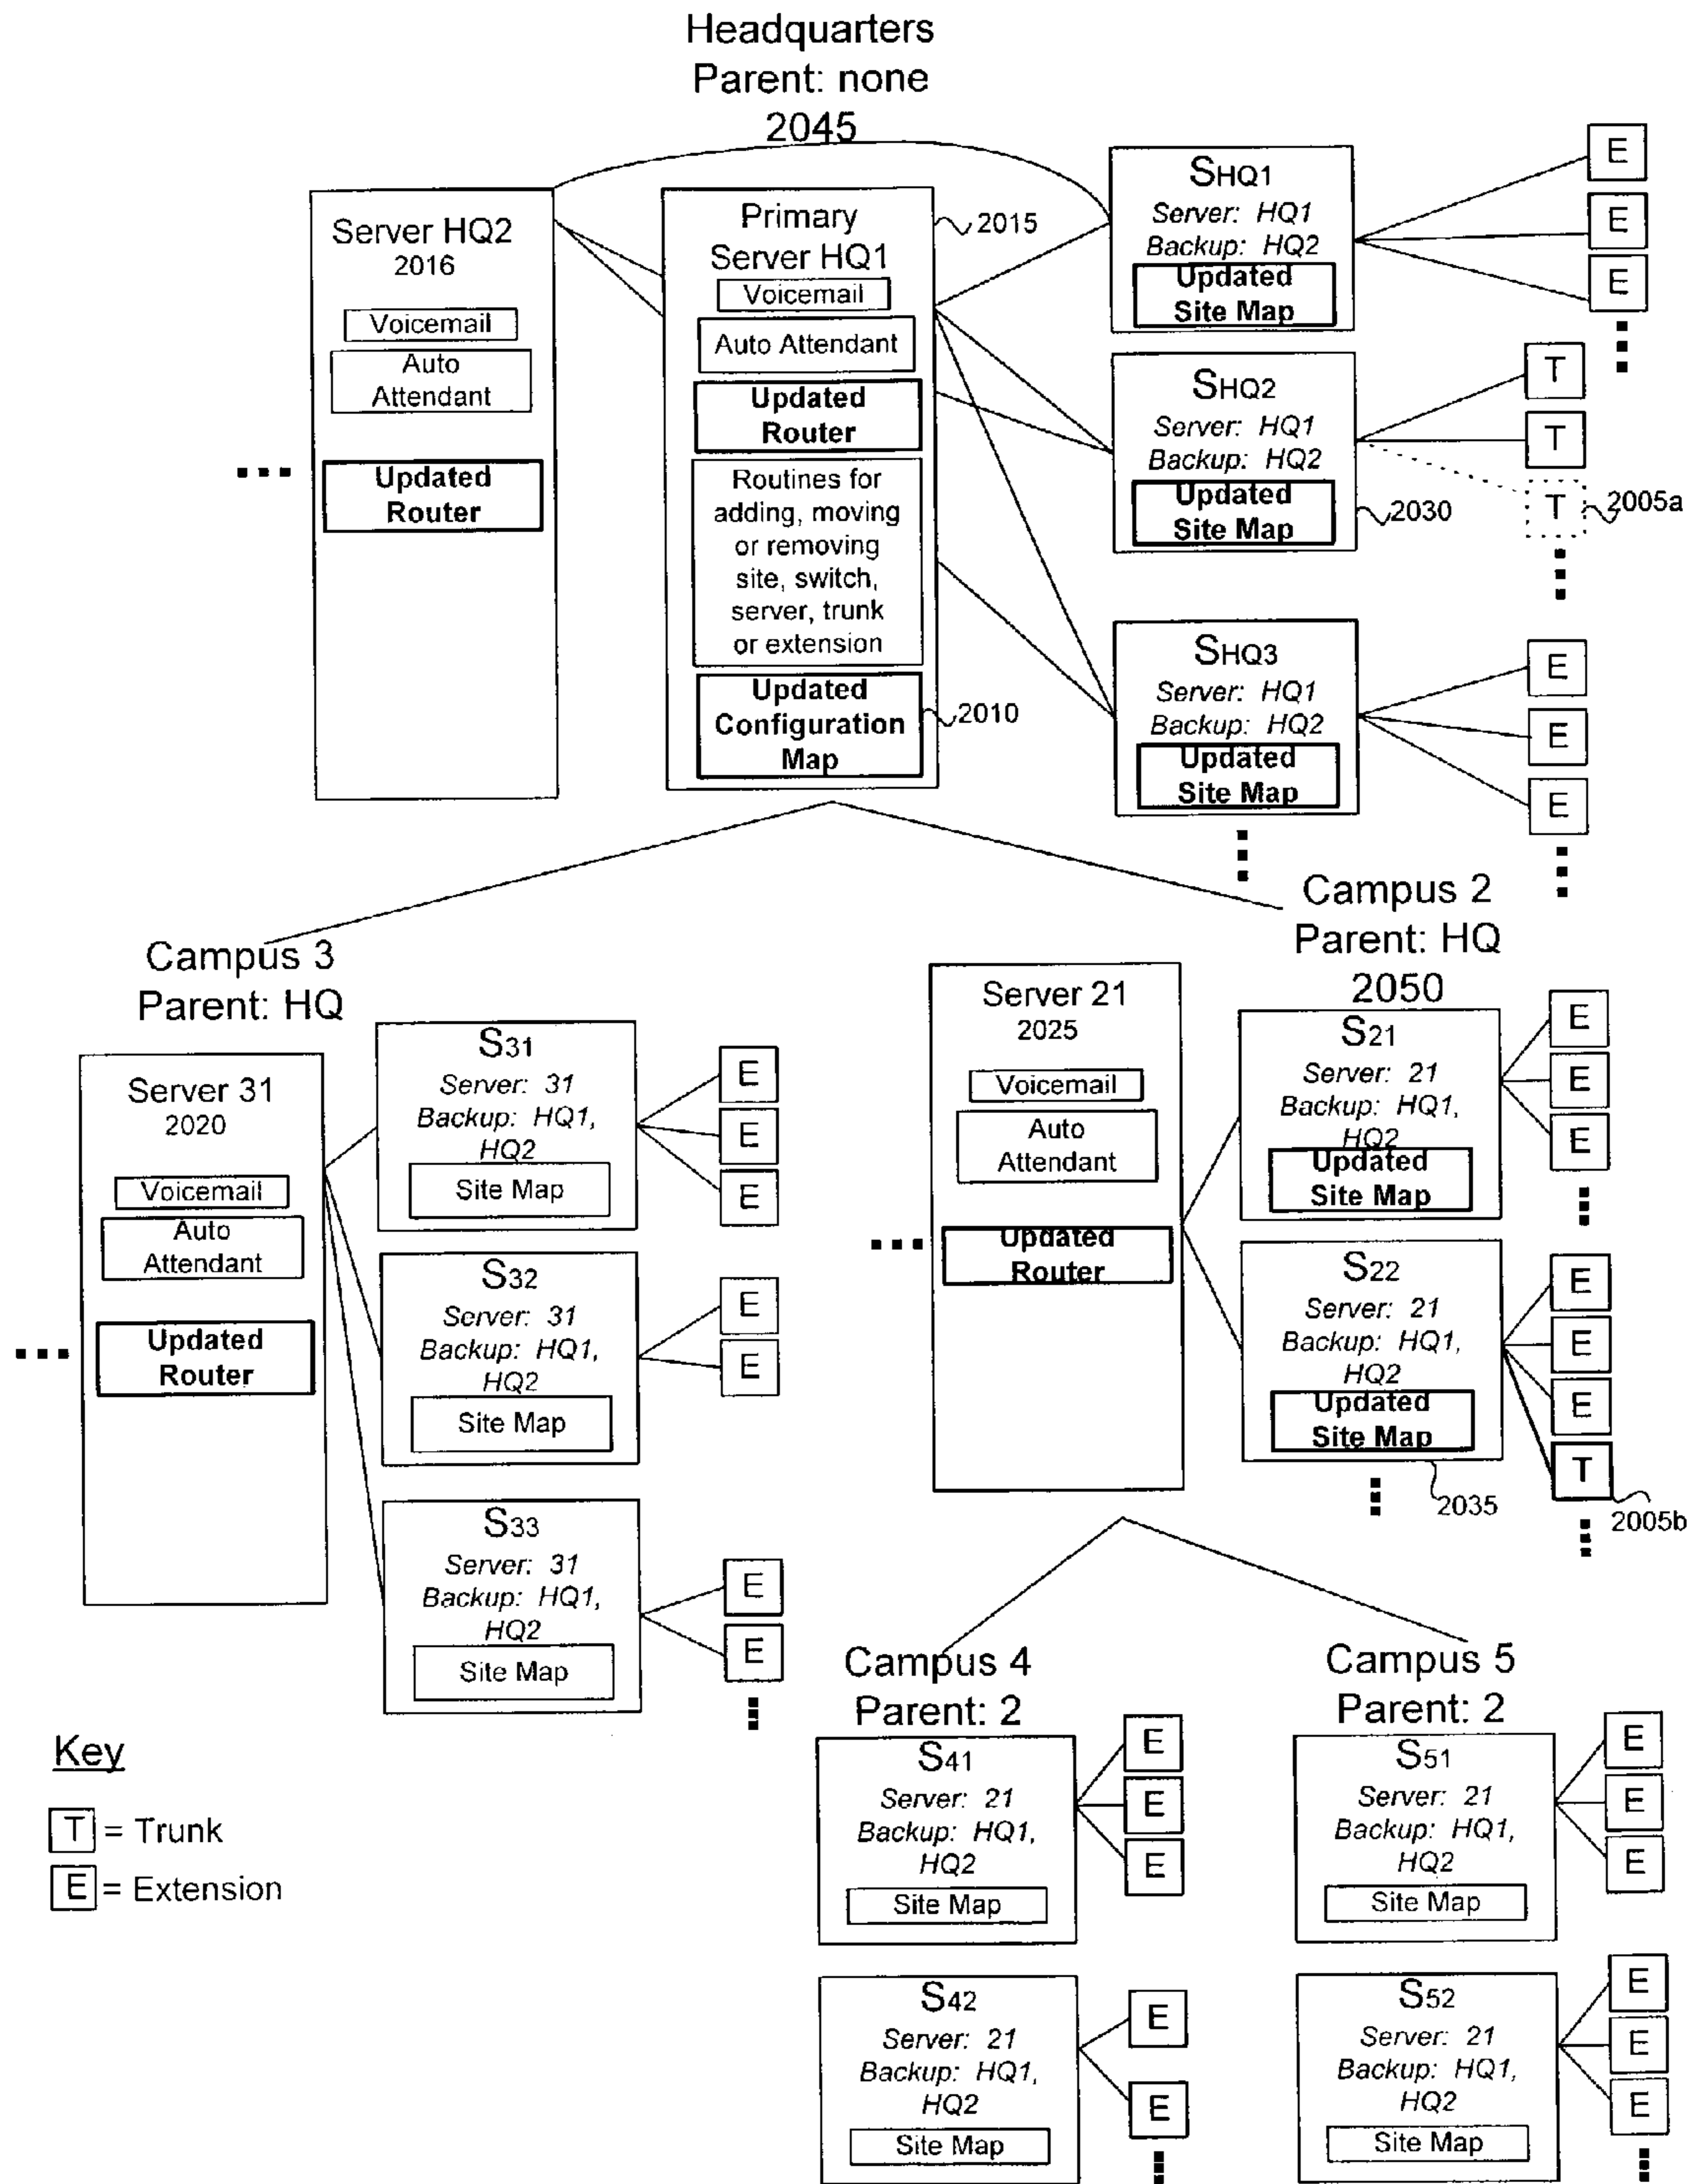 Headquarters
Parent: none
2045
Server HQ2
2016
Voicemail
Auto
Attendant
Updated
Router
Primary
Server HQ1
2015
Voicemail
Auto Attendant
Updated
Router
Routines for
adding, moving
or removing
site, switch,
server, trunk
or extension
Updated
Configuration
Map
2010
SHQ1
Server: HQ1
Backup: HQ2
Updated
Site Map
E
E
E
SHQ2
Server: HQ1
Backup: HQ2
Updated
Site Map
2030
T
T
T
2005a
SHQ3
Server: HQ1
Backup: HQ2
Updated
Site Map
E
E
E
Campus 3
Parent: HQ
Server 31
2020
Voicemail
Auto
Attendant
Updated
Router
S31
Server: 31
Backup: HQ1,
HQ2
Site Map
E
E
E
S32
Server: 31
Backup: HQ1,
HQ2
Site Map
E
E
S33
Server: 31
Backup: HQ1,
HQ2
Site Map
E
E
Campus 2
Parent: HQ
2050
Server 21
2025
Voicemail
Auto
Attendant
Updated
Router
S21
Server: 21
Backup: HQ1,
HQ2
Updated
Site Map
E
E
E
S22
Server: 21
Backup: HQ1,
HQ2
Updated
Site Map
2035
E
E
E
T
2005b
Campus 4
Parent: 2
S41
Server: 21
Backup: HQ1,
HQ2
Site Map
E
E
E
S42
Server: 21
Backup: HQ1,
HQ2
Site Map
E
E
Campus 5
Parent: 2
S51
Server: 21
Backup: HQ1,
HQ2
Site Map
E
E
E
S52
Server: 21
Backup: HQ1,
HQ2
Site Map
E
E
E
Key
T = Trunk
E = Extension